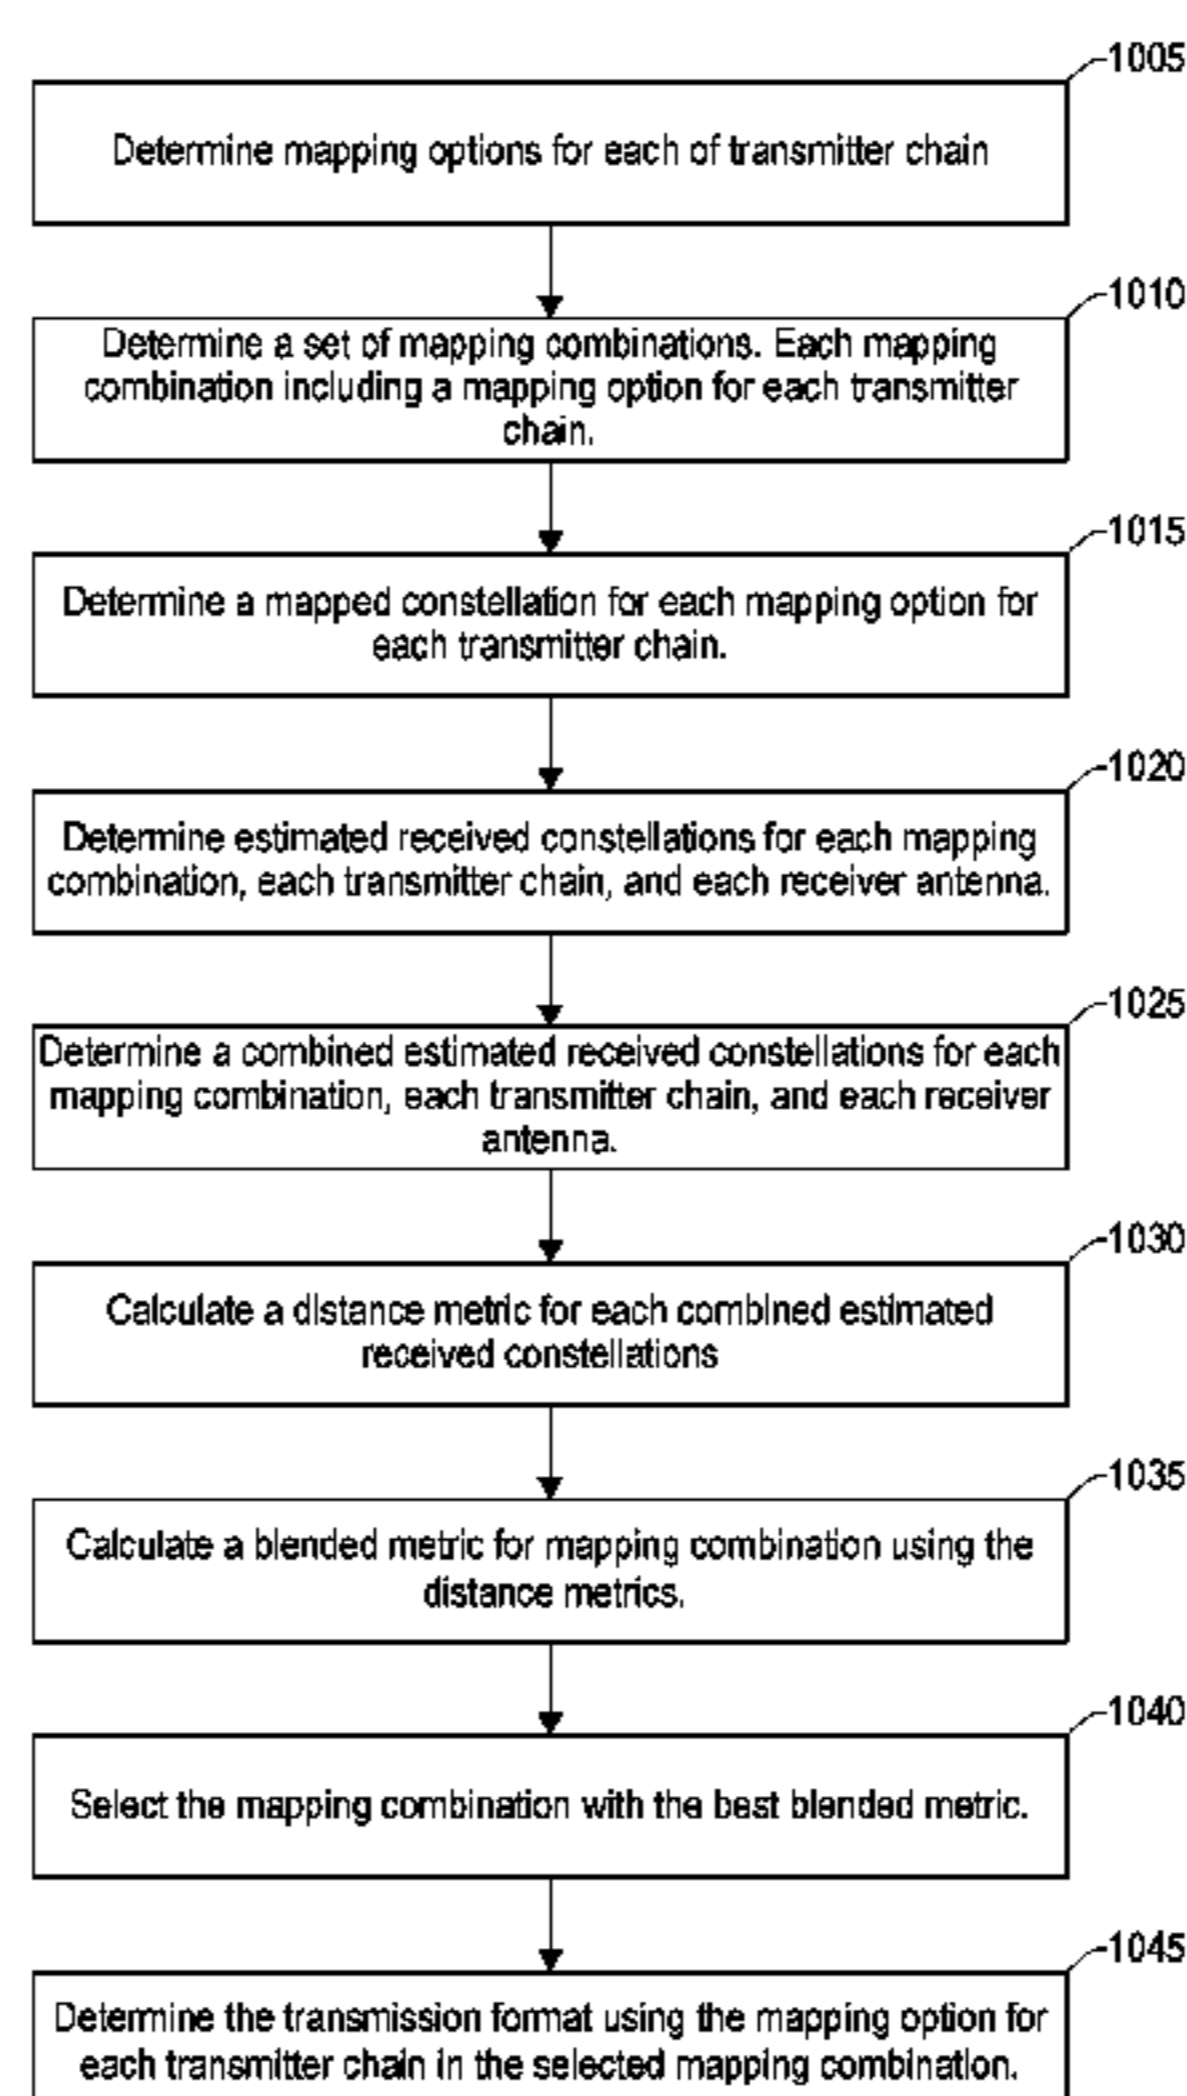 1005
Determine mapping options for each of transmitter chain
1010
Determine a set of mapping combinations. Each mapping
combination including a mapping option for each transmitter
chain.
1015
Determine a mapped constellation for each mapping option for
each transmitter chain.
1020
Determine estimated received constellations for each mapping
combination, each transmitter chain, and each receiver antenna.
1025
Determine a combined estimated received constellations for each
mapping combination, each transmitter chain, and each receiver
antenna.
1030
Calculate a distance metric for each combined estimated
received constellations
1035
Calculate a blended metric for mapping combination using the
distance metrics.
1040
Select the mapping combination with the best blended metric.
1045
Determine the transmission format using the mapping option for
each transmitter chain in the selected mapping combination.